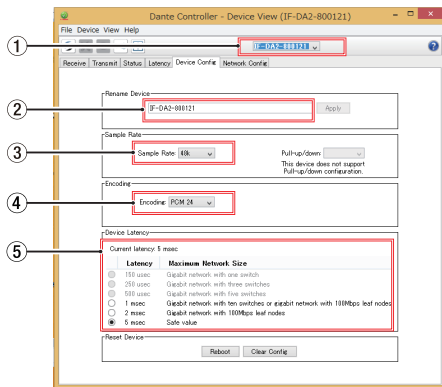 Dante Controller - Device View (IF-DA2-800121)
File Device View Help
1 IF-DA2-800121
Receive Transmit Status Latency Device Config Network Config
Rename Device
2 IF-DA2-800121 Apply
Sample Rate
3 Sample Rate: 48k Pull-up/down:
This device does not support
Pull-up/down configuration.
Encoding
4 Encoding: PCM 24
Device Latency
5 Current latency: 5 msec
Latency Maximum Network Size
150 usec Gigabit network with one switch
250 usec Gigabit network with three switches
500 usec Gigabit network with five switches
1 msec Gigabit network with ten switches or gigabit network with 100Mbps leaf nodes
2 msec Gigabit network with 100Mbps leaf nodes
5 msec Safe value
Reset Device
Reboot Clear Config